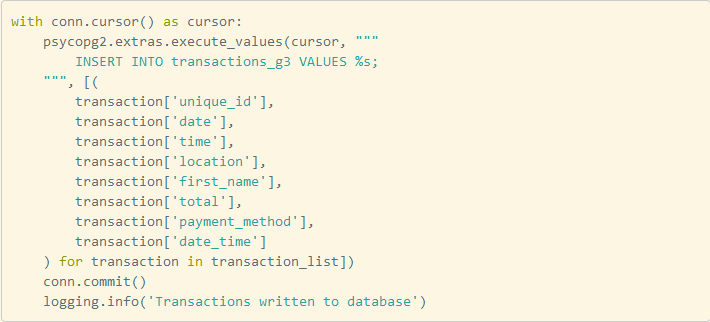 with conn.cursor() as cursor:
    psycopg2.extras.execute_values(cursor, """
        INSERT INTO transactions_g3 VALUES %s;
    """, [(
        transaction['unique_id'],
        transaction['date'],
        transaction['time'],
        transaction['location'],
        transaction['first_name'],
        transaction['total'],
        transaction['payment_method'],
        transaction['date_time']
    ) for transaction in transaction_list])
    conn.commit()
    logging.info('Transactions written to database')